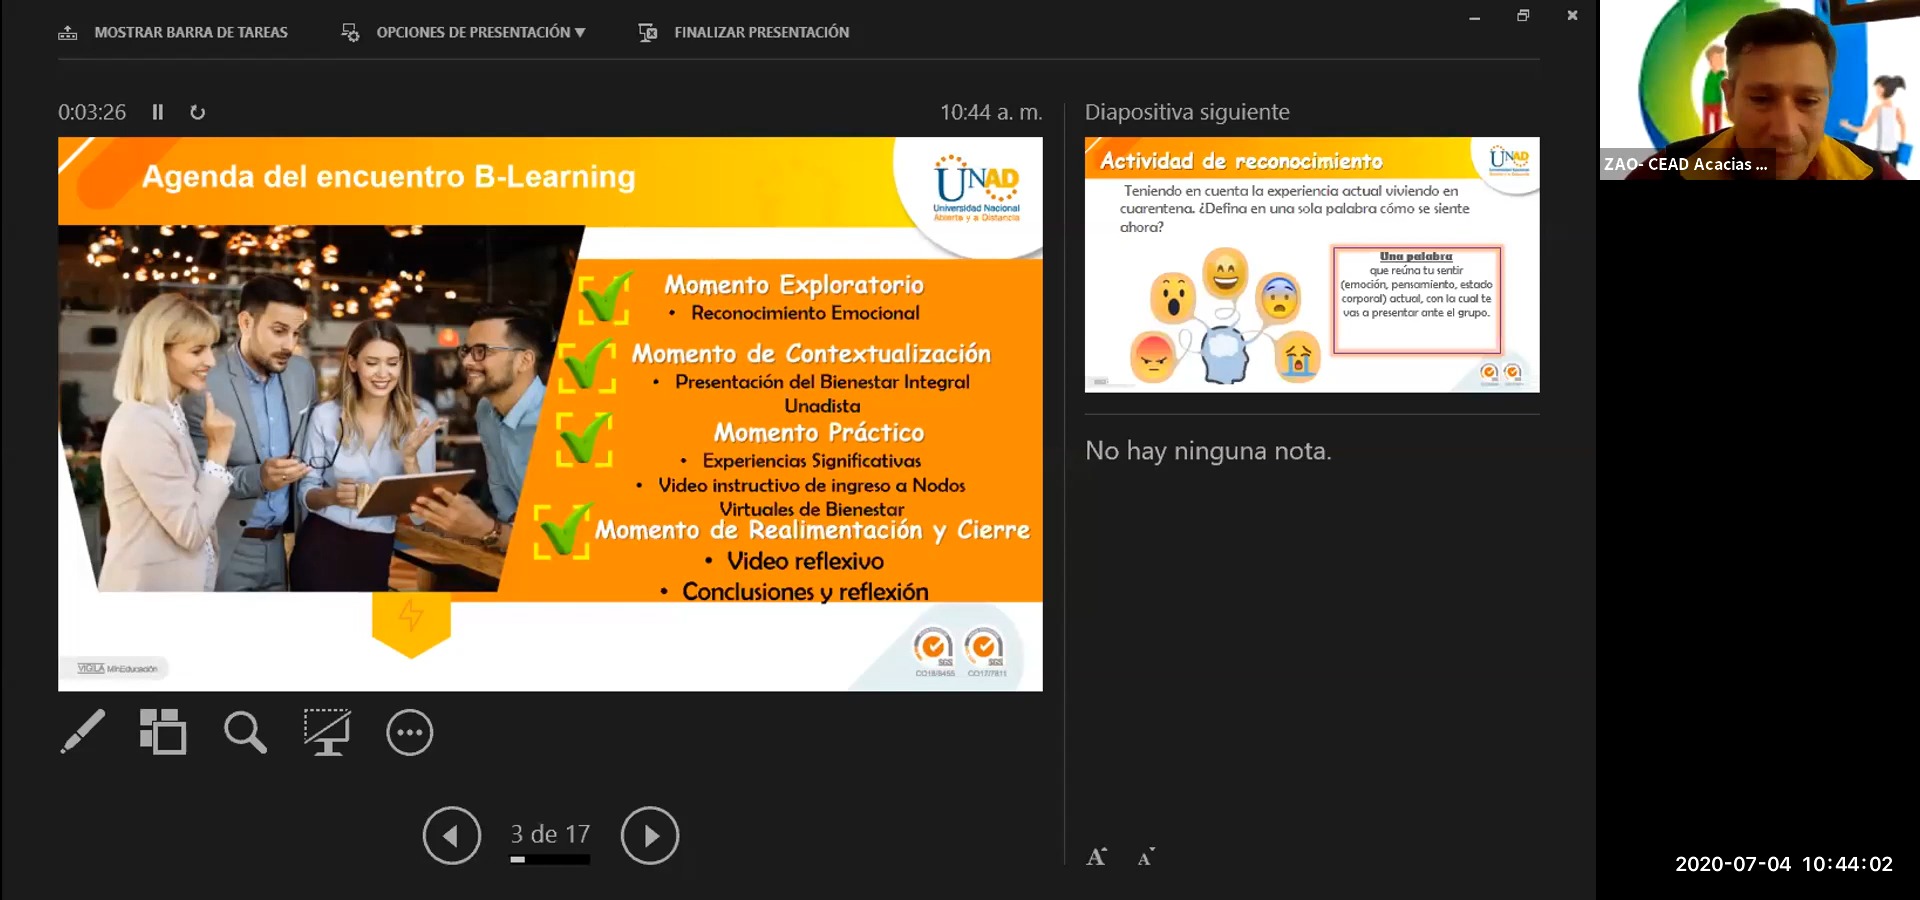 MOSTRAR BARRA DE TAREAS
OPCIONES DE PRESENTACIÓN ▼
FINALIZAR PRESENTACIÓN
0:03:26
10:44 a. m.
Agenda del encuentro B-Learning
UNAD
Universidad Nacional
Abierta y a Distancia
Momento Exploratorio
• Reconocimiento Emocional
Momento de Contextualización
• Presentación del Bienestar Integral
Unadista
Momento Práctico
• Experiencias Significativas
• Video instructivo de ingreso a Nodos
Virtuales de Bienestar
Momento de Realimentación y Cierre
• Video reflexivo
• Conclusiones y reflexión
VIGILA MinEducación
SGS
SGS
3 de 17
Diapositiva siguiente
Actividad de reconocimiento
UNAD
Teniendo en cuenta la experiencia actual viviendo en
cuarentena. ¿Defina en una sola palabra cómo se siente
ahora?
Una palabra
que reúna tu sentir
(emoción, pensamiento, estado
corporal) actual, con la cual te
vas a presentar ante el grupo.
No hay ninguna nota.
A A
ZAO- CEAD Acacias ...
2020-07-04 10:44:02